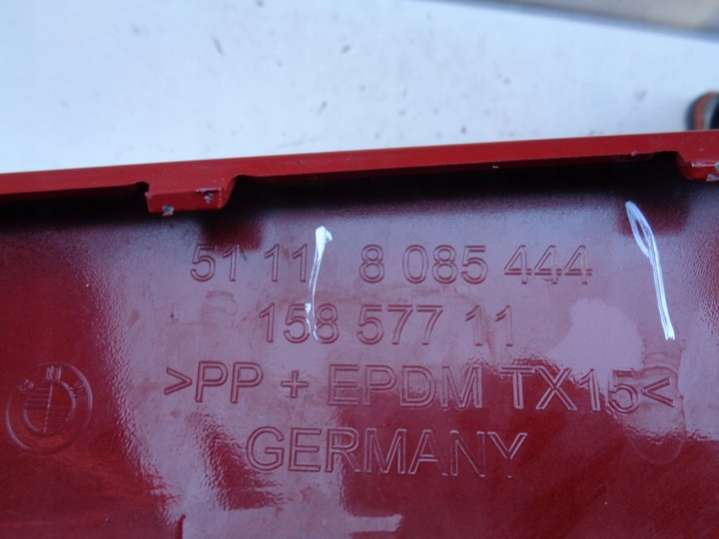 51 11 8 085 444
158 577 11
>PP + EPDM TX15<
GERMANY